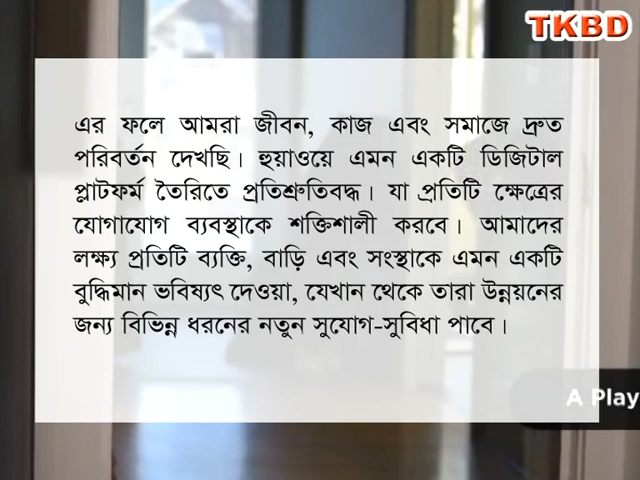 TKBD
এর ফলে আমরা জীবন, কাজ এবং সমাজে দ্রুত
পরিবর্তন দেখছি। হুয়াওয়ে এমন একটি ডিজিটাল
প্লাটফর্ম তৈরিতে প্রতিশ্রুতিবদ্ধ। যা প্রতিটি ক্ষেত্রের
যোগাযোগ ব্যবস্থাকে শক্তিশালী করবে। আমাদের
লক্ষ্য প্রতিটি ব্যক্তি, বাড়ি এবং সংস্থাকে এমন একটি
বুদ্ধিমান ভবিষ্যৎ দেওয়া, যেখান থেকে তারা উন্নয়নের
জন্য বিভিন্ন ধরনের নতুন সুযোগ-সুবিধা পাবে।
A Play